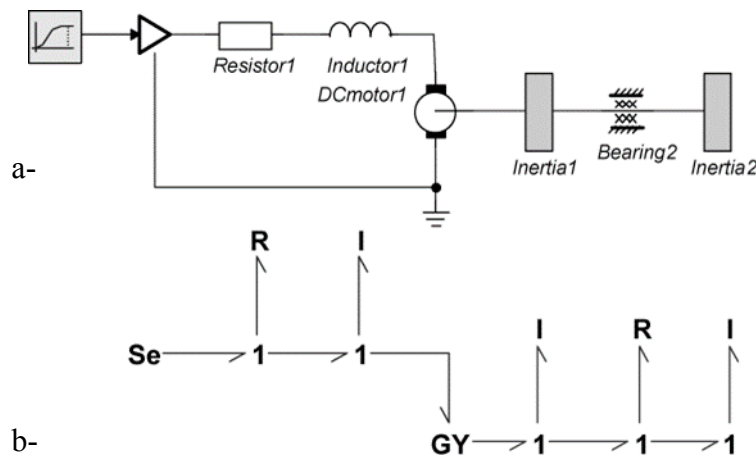 Resistor1
Inductor1
DCmotor1
Inertia1
Bearing2
Inertia2
a-
R I
I R I
Se 1 1
b-
GY 1 1 1